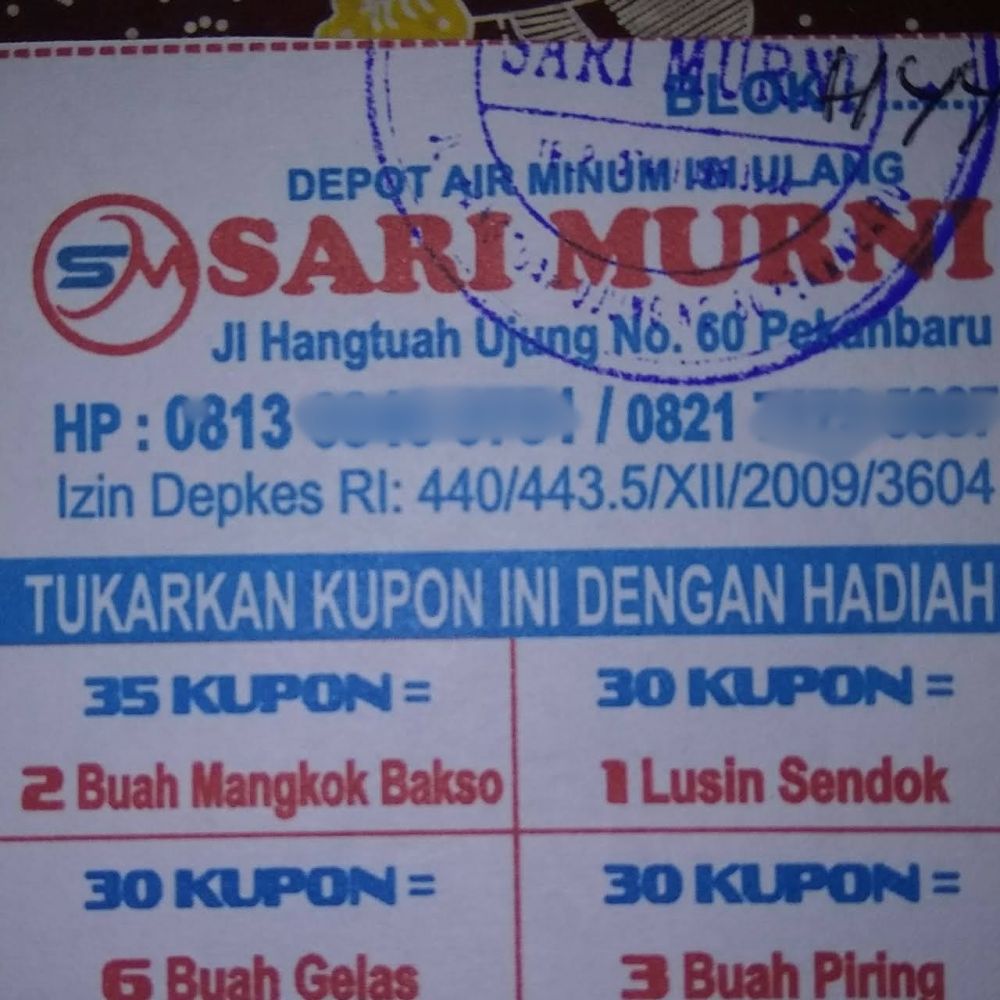 SARI MURNI
BLOK
DEPOT AIR MINUM ISI ULANG
SM SARI MURNI
Jl Hangtuah Ujung No. 60 Pekanbaru
HP : 0813 / 0821
Izin Depkes RI: 440/443.5/XII/2009/3604
TUKARKAN KUPON INI DENGAN HADIAH
35 KUPON =
2 Buah Mangkok Bakso
30 KUPON =
1 Lusin Sendok
30 KUPON =
6 Buah Gelas
30 KUPON =
3 Buah Piring